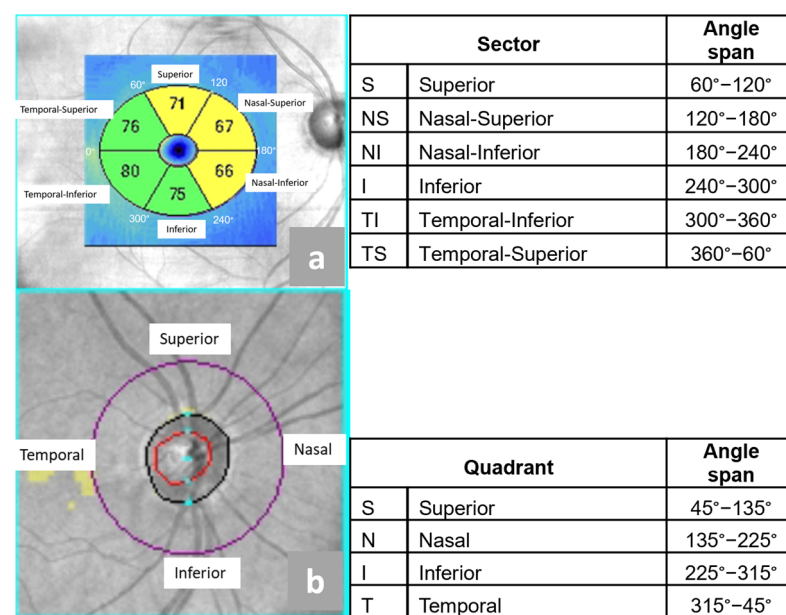 Superior
60°
120
71
Temporal-Superior
Nasal-Superior
76
67
0°
180°
80
66
Temporal-Inferior
Nasal-Inferior
75
300°
240°
Inferior
a
Sector Angle span
S Superior 60°−120°
NS Nasal-Superior 120°−180°
NI Nasal-Inferior 180°−240°
I Inferior 240°−300°
TI Temporal-Inferior 300°−360°
TS Temporal-Superior 360°−60°
Superior
Temporal
Nasal
Inferior
b
Quadrant Angle span
S Superior 45°−135°
N Nasal 135°−225°
I Inferior 225°−315°
T Temporal 315°−45°